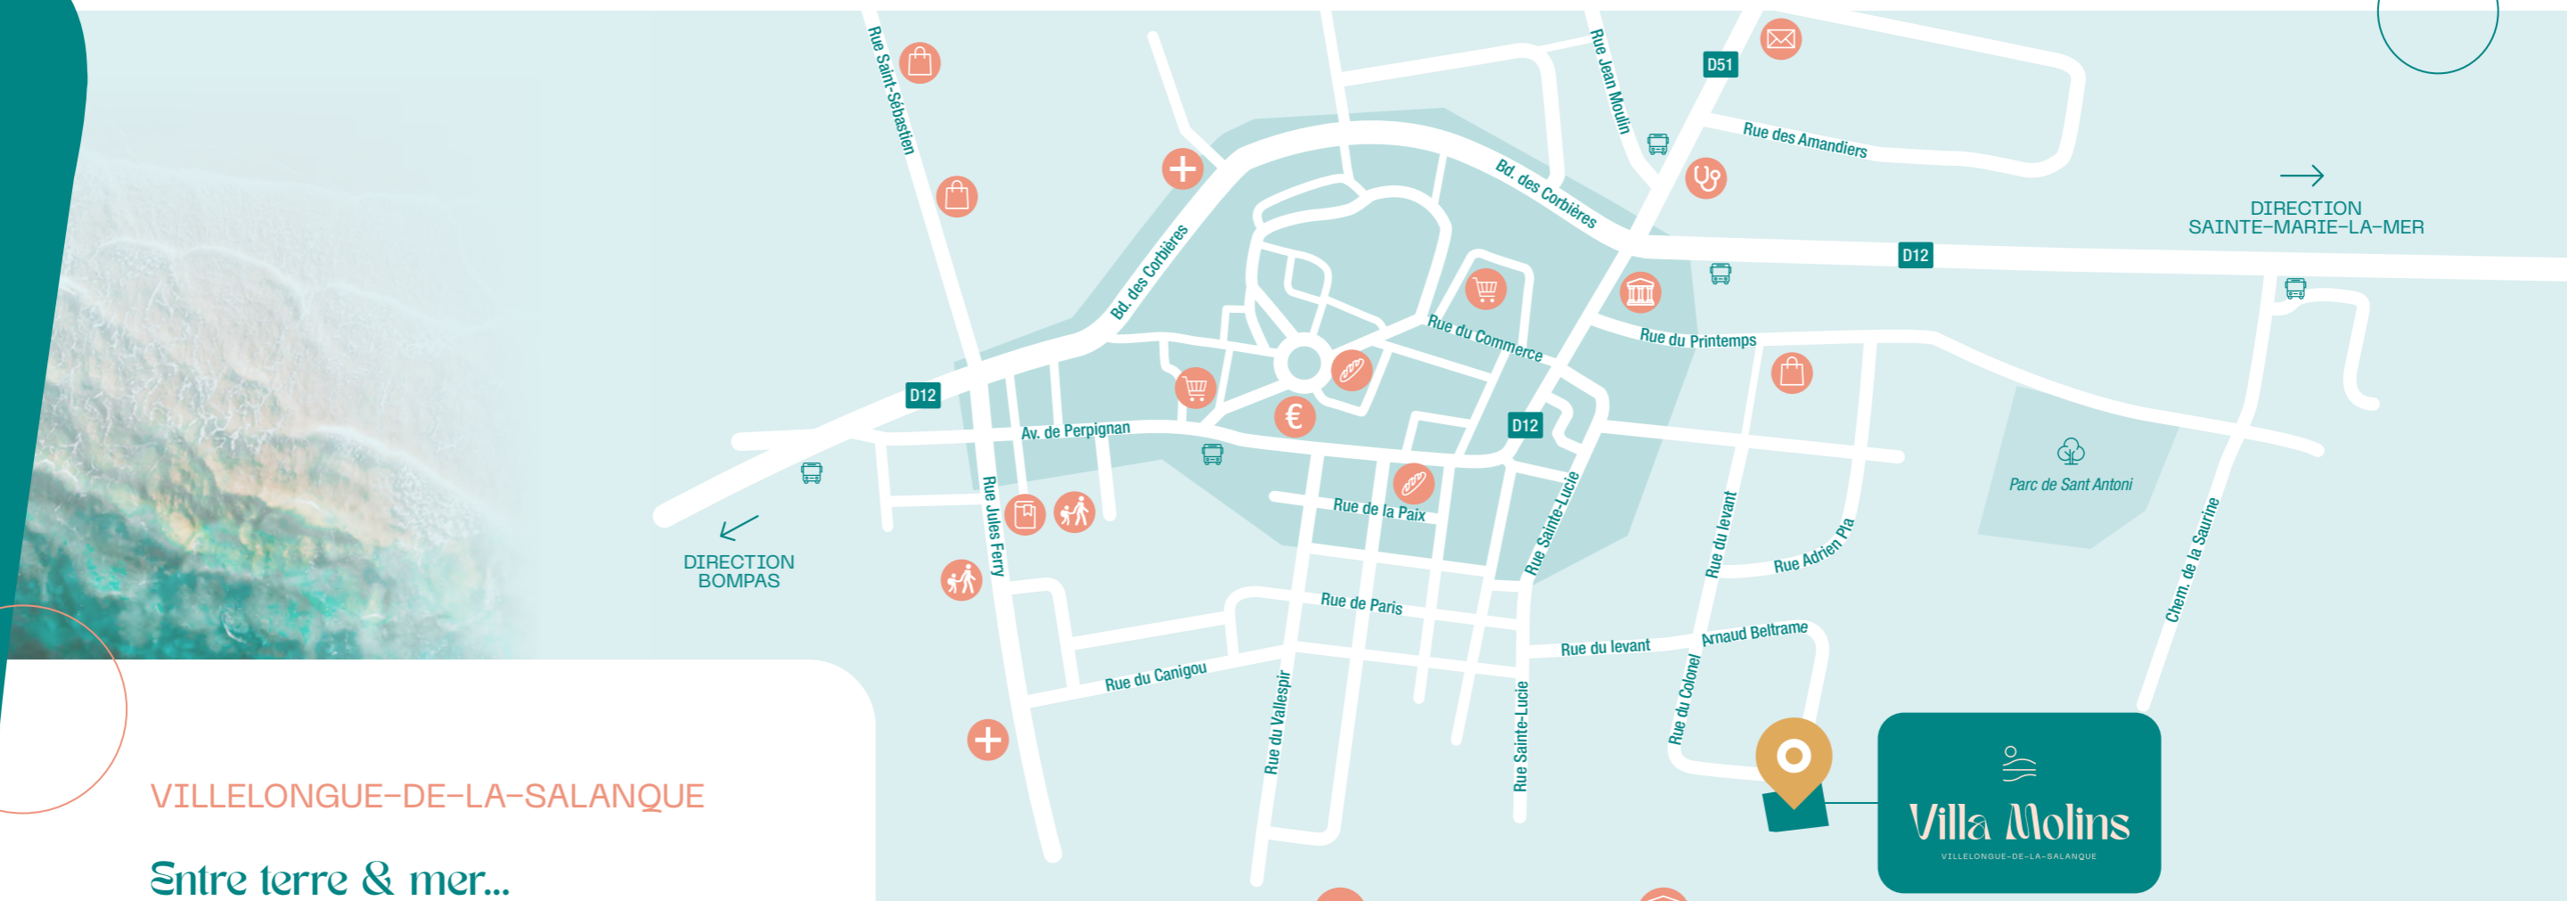 Rue Saint-Sébastien
Rue Jean Moulin
D51
Rue des Amandiers
Bd. des Corbières
DIRECTION
SAINTE-MARIE-LA-MER
D12
Bd. des Corbières
Rue du Commerce
Rue du Printemps
D12
Av. de Perpignan
€
D12
Parc de Sant Antoni
Rue Jules Ferry
Rue de la Paix
Rue Sainte-Lucie
Rue du levant
Rue Adrien Pla
Chem. de la Saurine
DIRECTION
BOMPAS
Rue de Paris
Rue du levant
Arnaud Beltrame
Rue du Colonel
Rue du Canigou
Rue du Vallespir
Rue Sainte-Lucie
VILLELONGUE-DE-LA-SALANQUE
Entre terre & mer...
Villa Molins
VILLELONGUE-DE-LA-SALANQUE